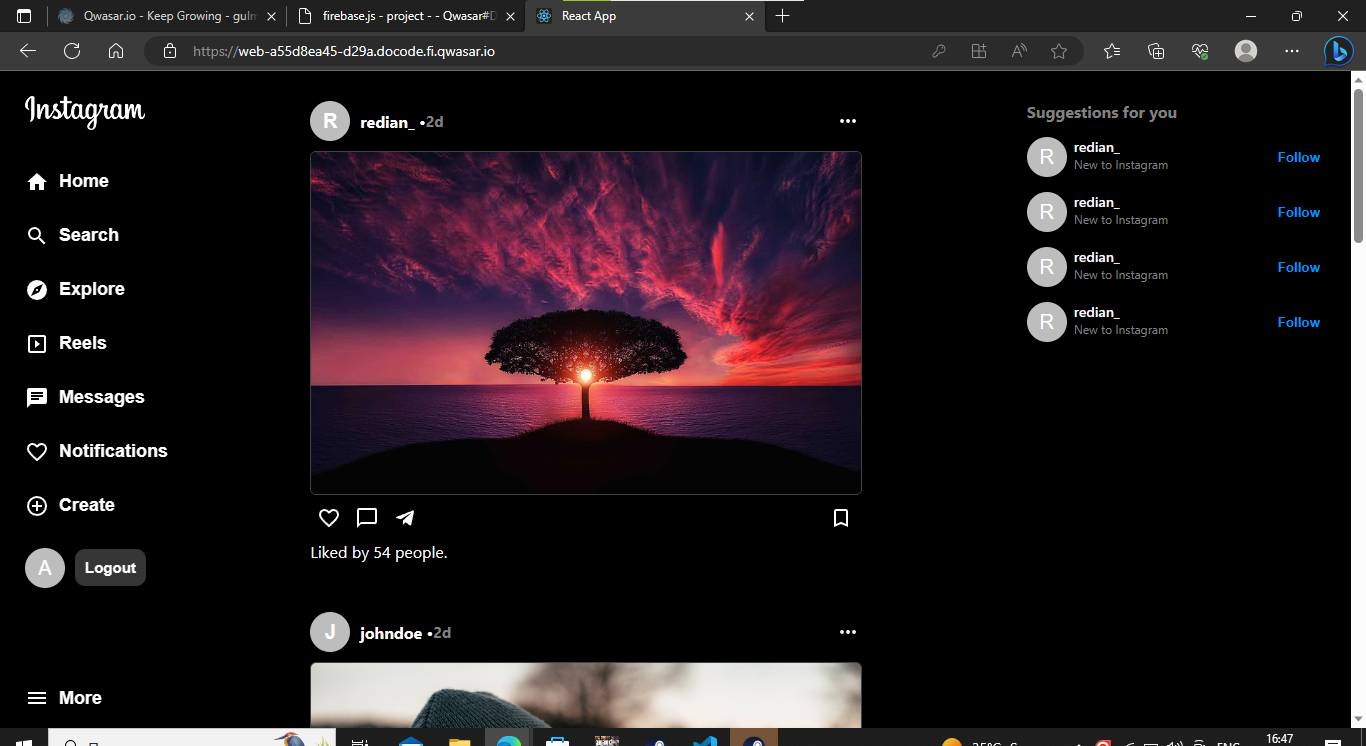 Qwasar.io - Keep Growing - gulm
firebase.js - project - - Qwasar#D
React App
https://web-a55d8ea45-d29a.docode.fi.qwasar.io
Instagram
Home
Search
Explore
Reels
Messages
Notifications
Create
A
Logout
More
R
redian_ •2d
Liked by 54 people.
J
johndoe •2d
Suggestions for you
R
redian_
New to Instagram
Follow
R
redian_
New to Instagram
Follow
R
redian_
New to Instagram
Follow
R
redian_
New to Instagram
Follow
16:47